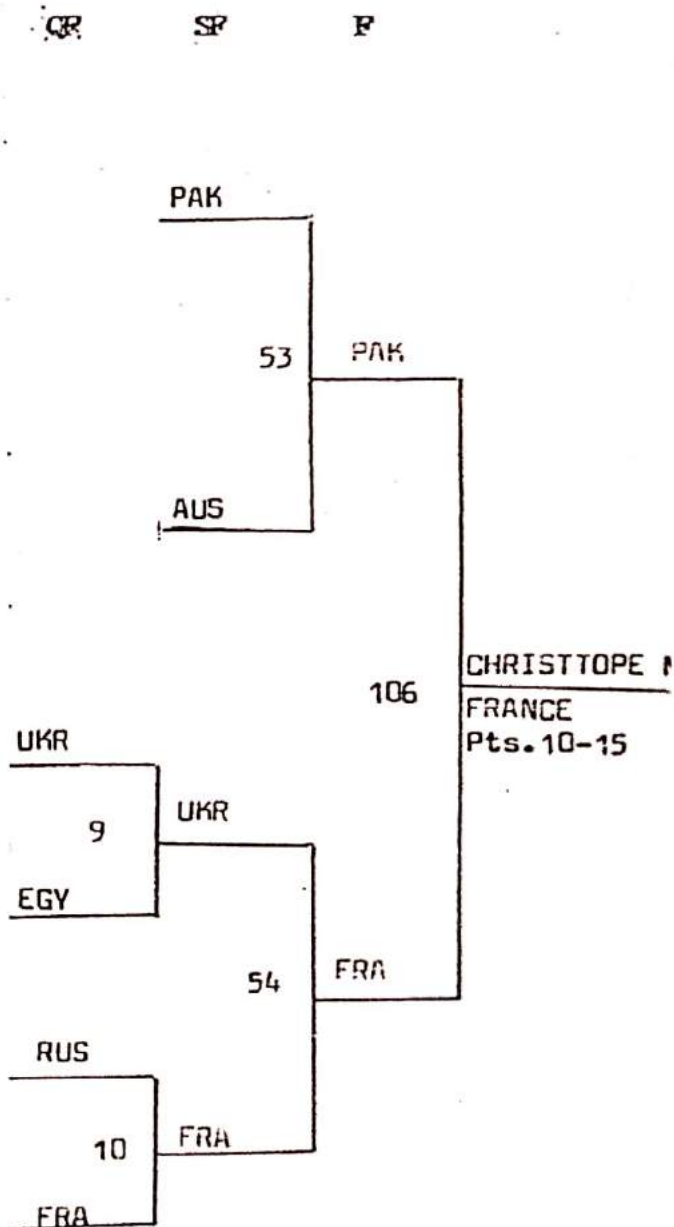 QF SF F
PAK
53 PAK
AUS
CHRISTTOPE
106
FRANCE
Pts.10-15
UKR
UKR
9
EGY
54 FRA
RUS
10 FRA
FRA